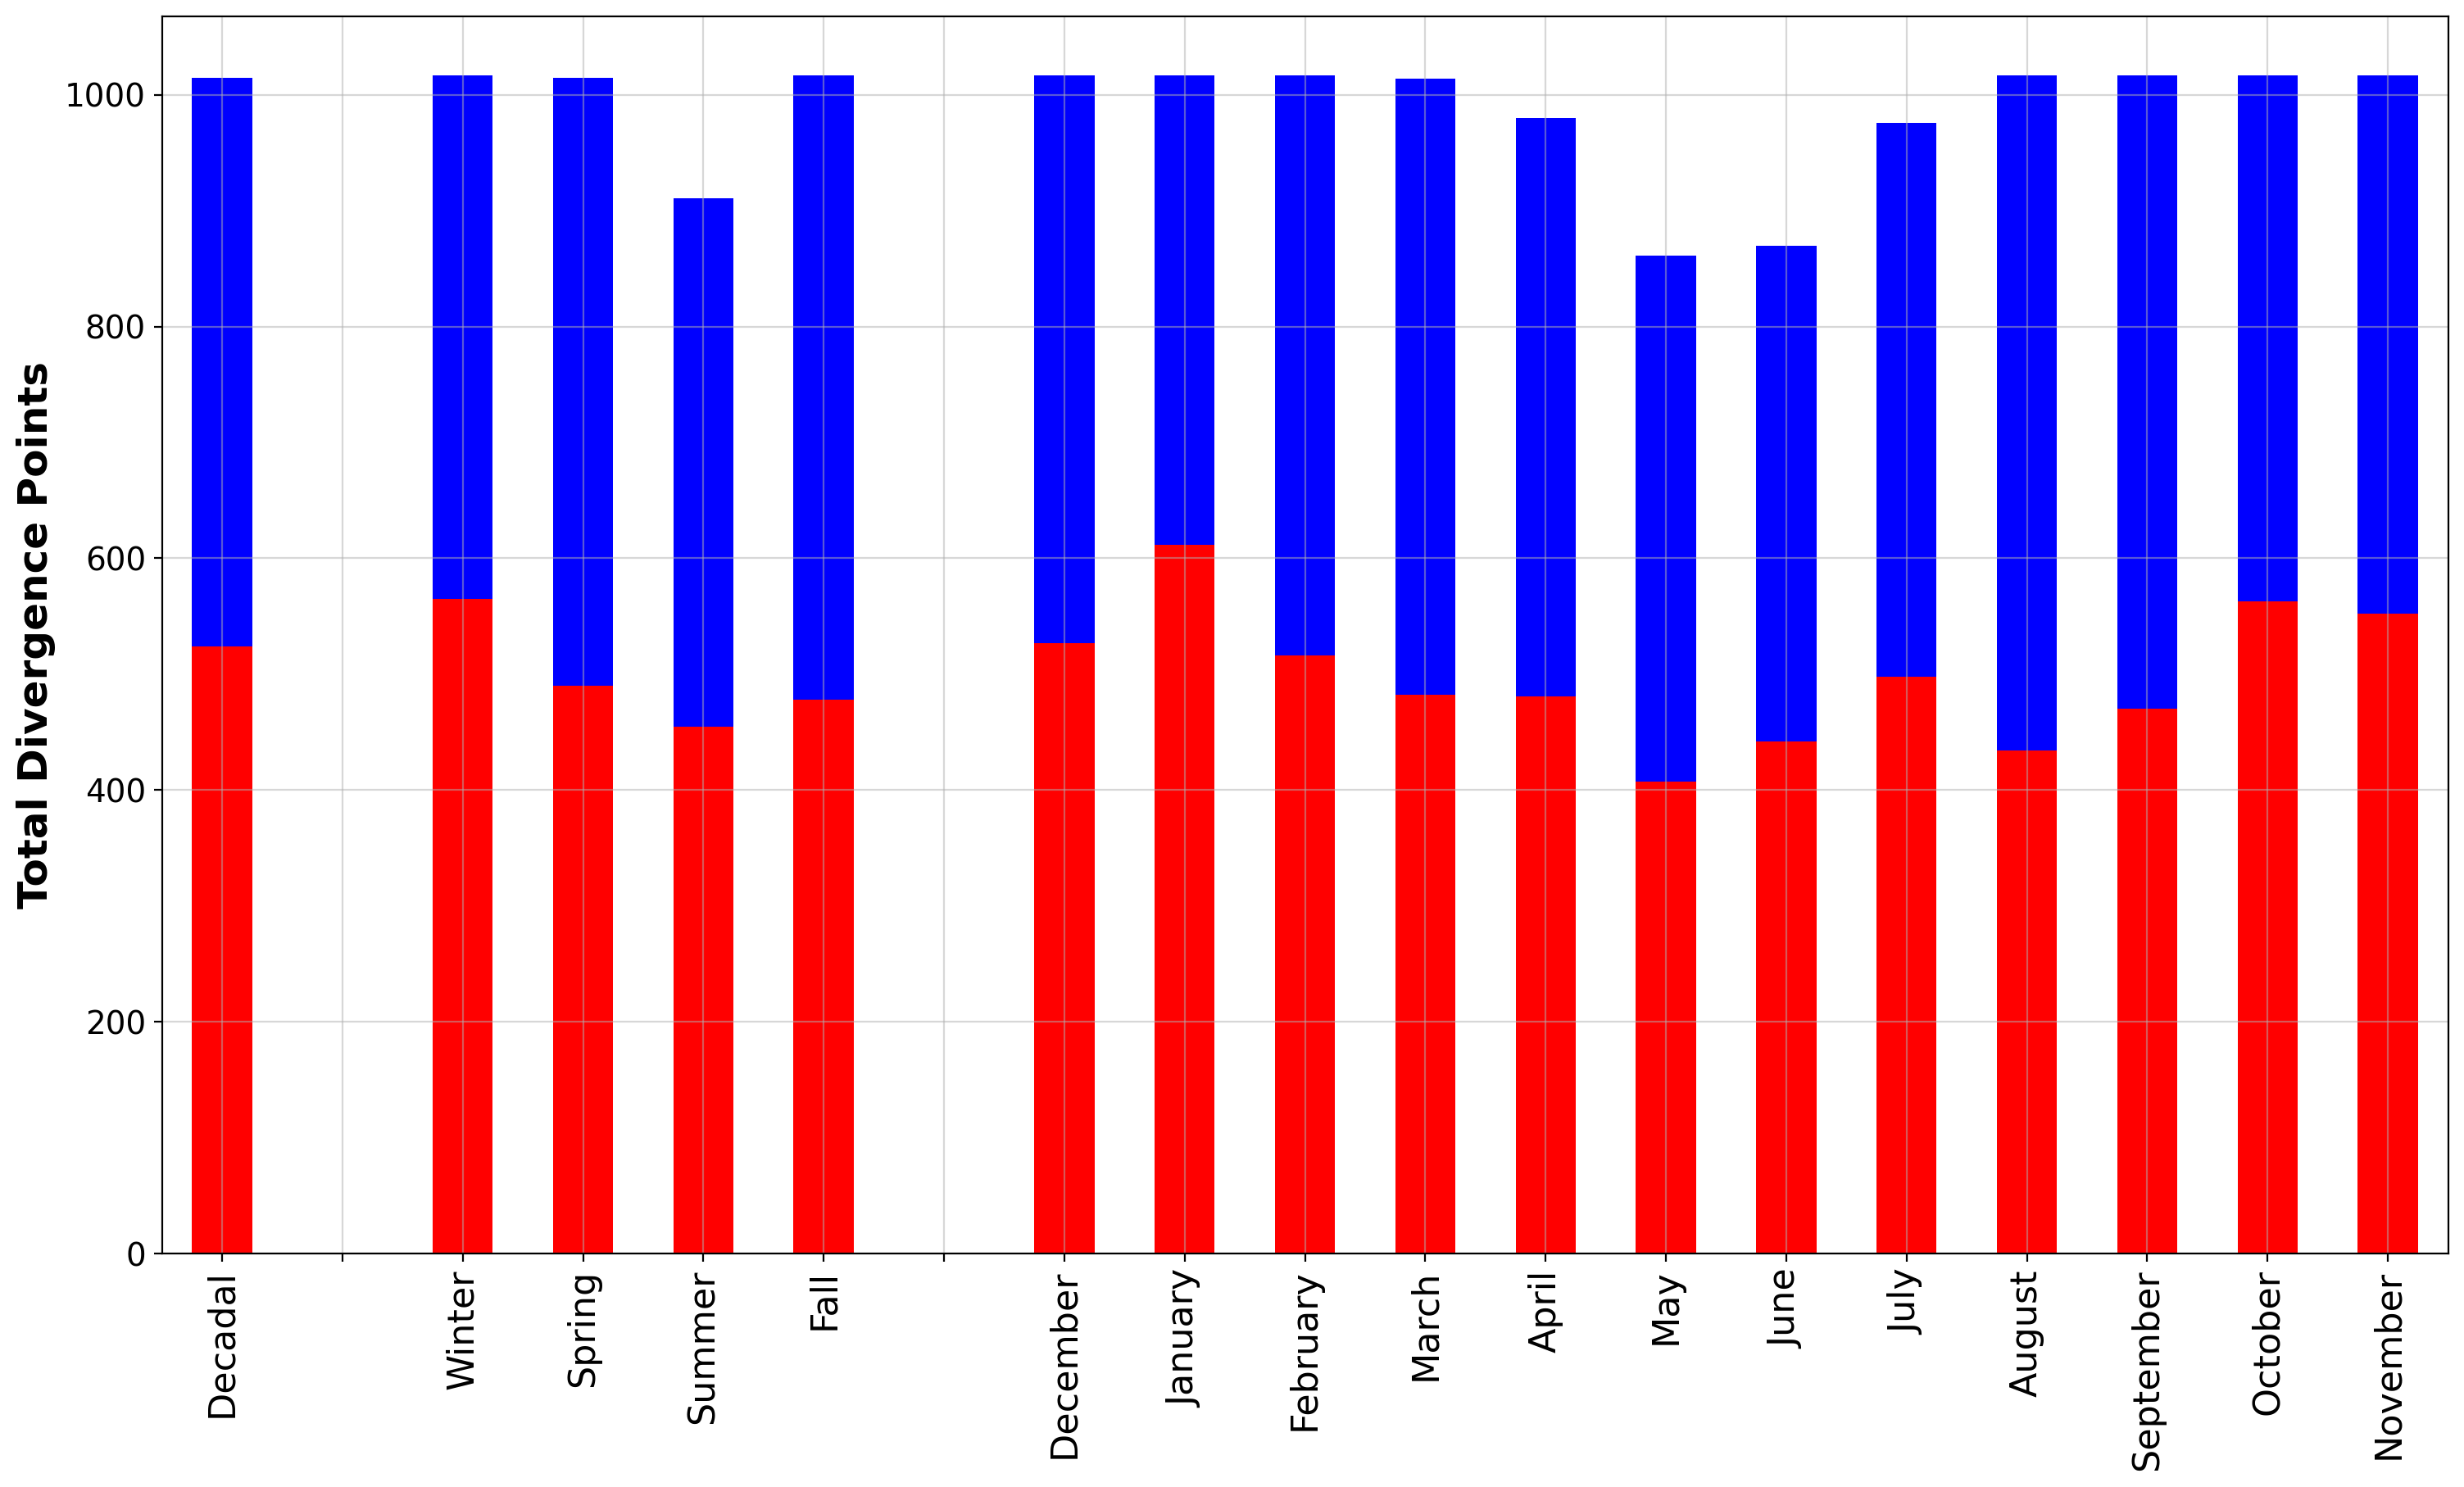 Total Divergence Points
1000
800
600
400
200
0
Decadal
Winter
Spring
Summer
Fall
December
January
February
March
April
May
June
July
August
September
October
November